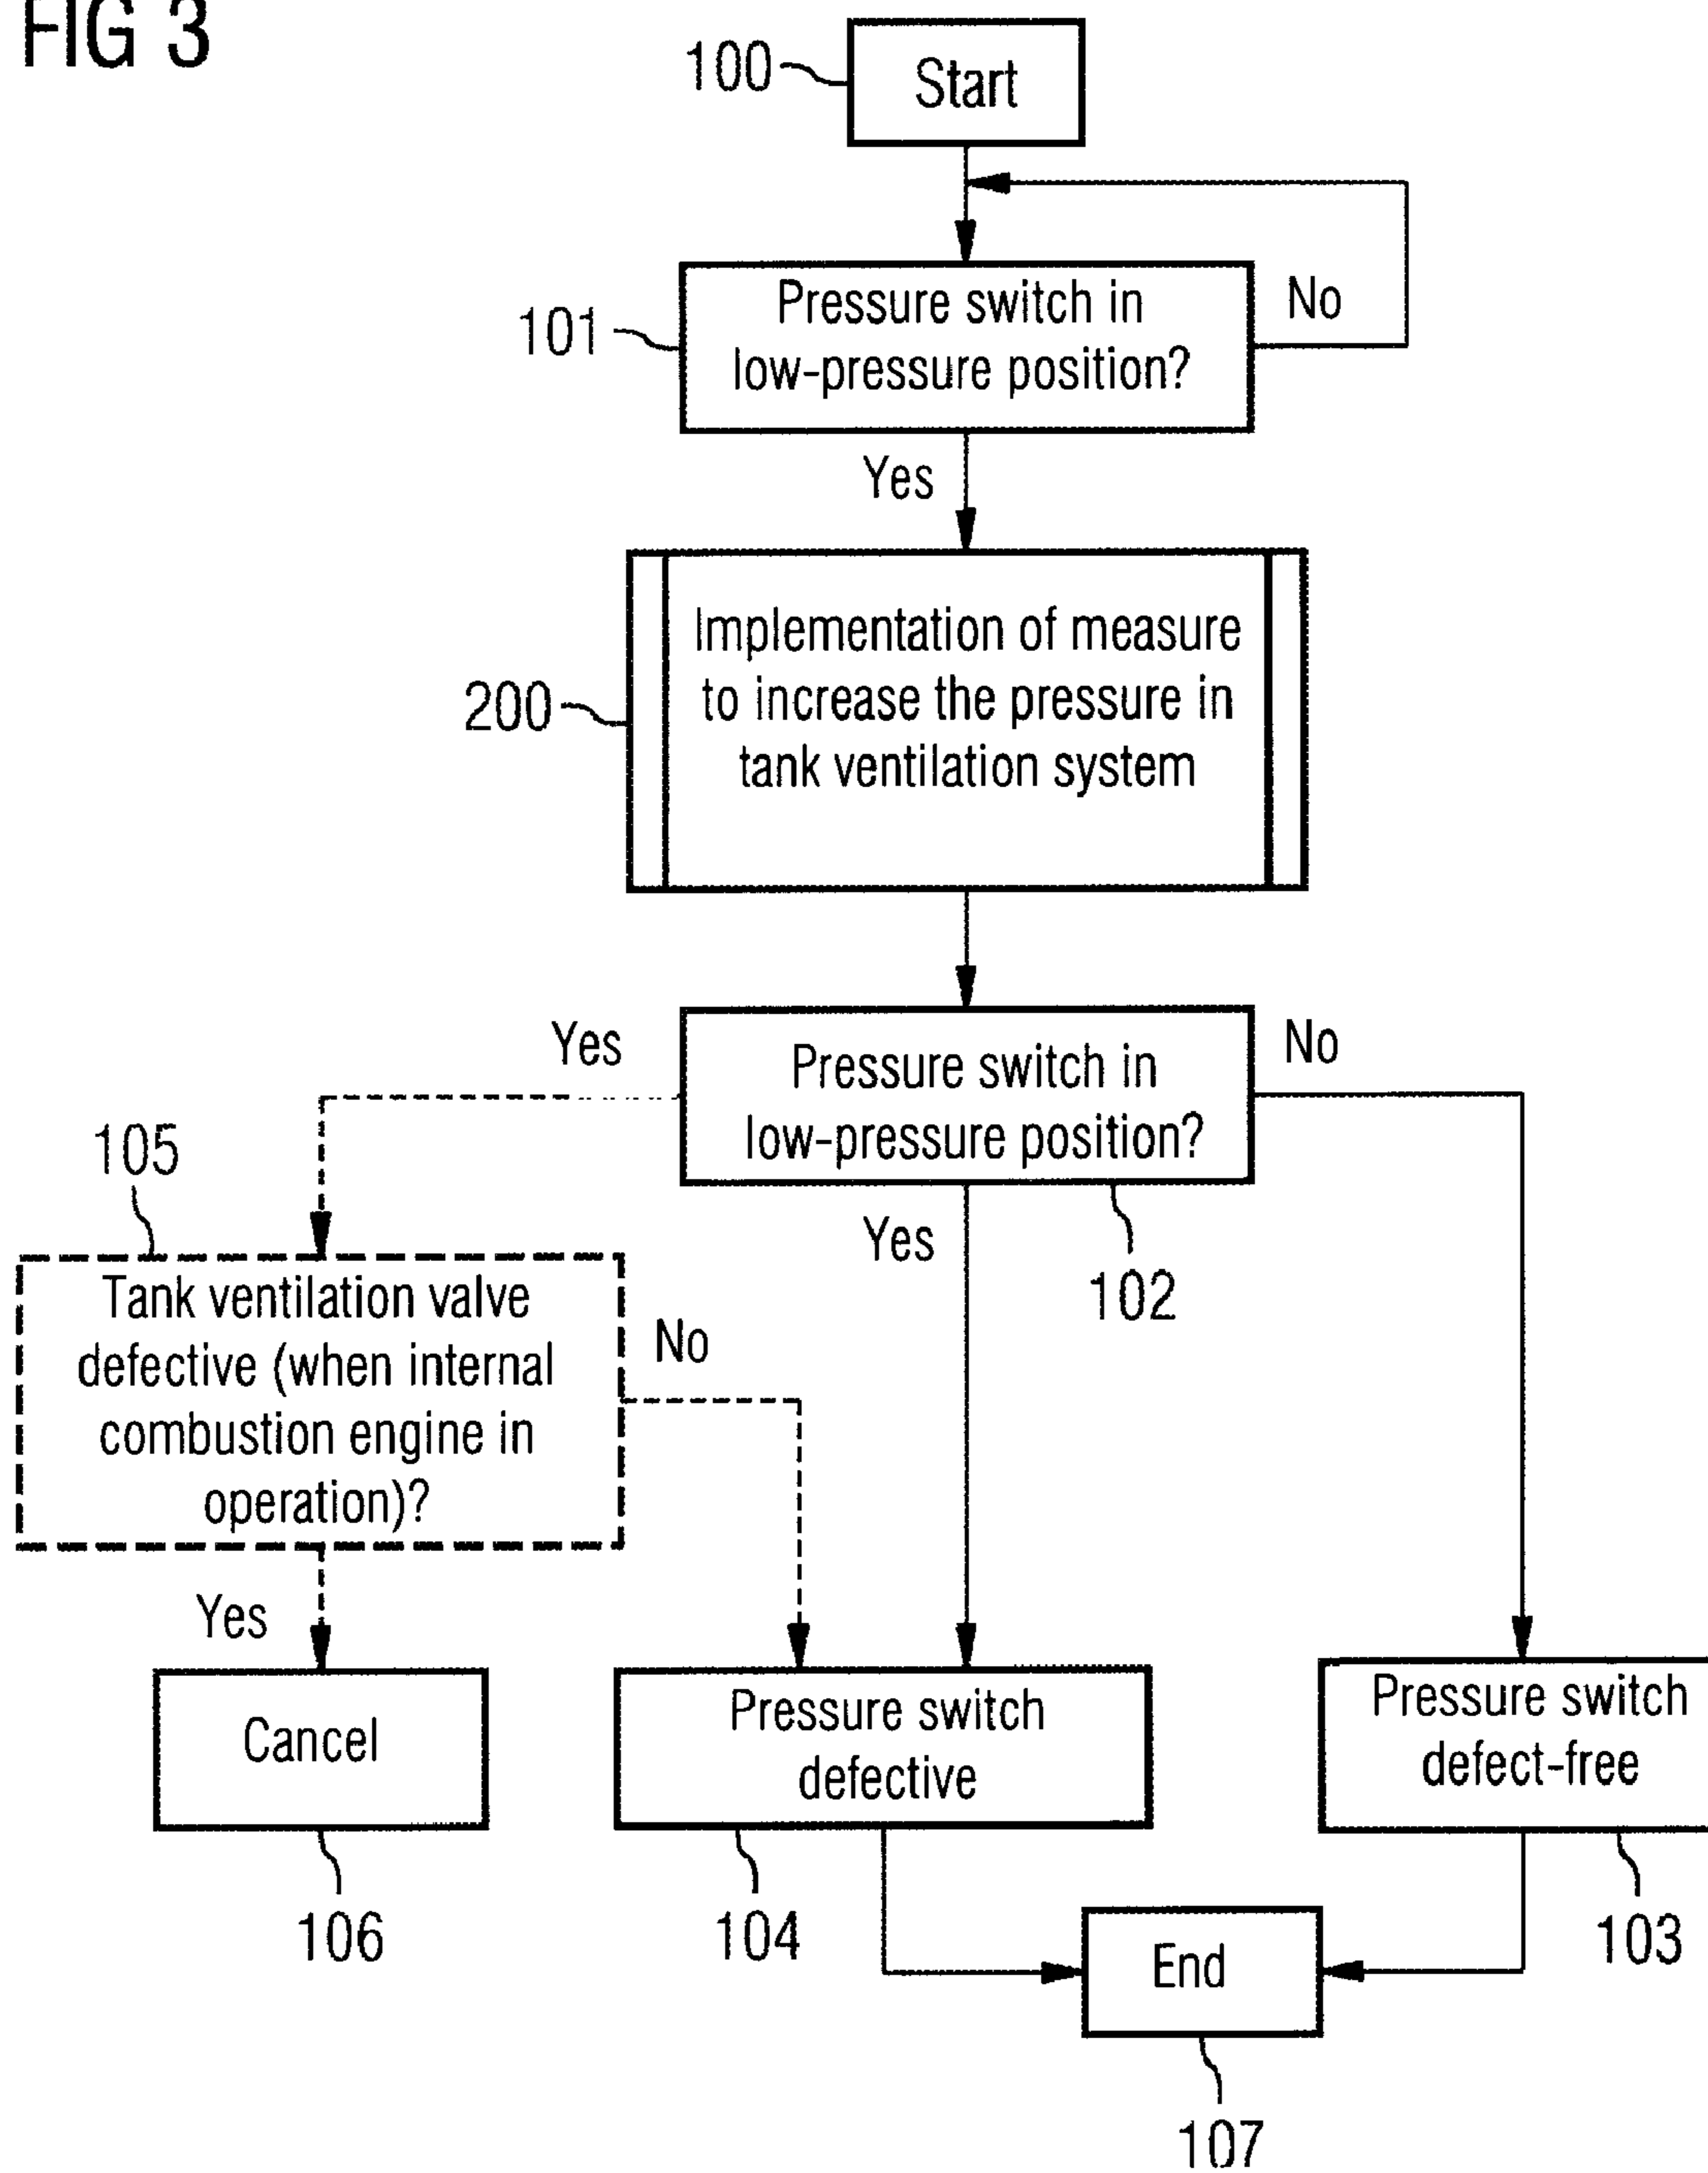 FIG 3
100
Start
101
Pressure switch in
low-pressure position?
No
Yes
200
Implementation of measure
to increase the pressure in
tank ventilation system
Yes
Pressure switch in
low-pressure position?
No
105
Yes
102
Tank ventilation valve
defective (when internal
combustion engine in
operation)?
No
Yes
Cancel
Pressure switch
defective
Pressure switch
defect-free
106
104
103
End
107